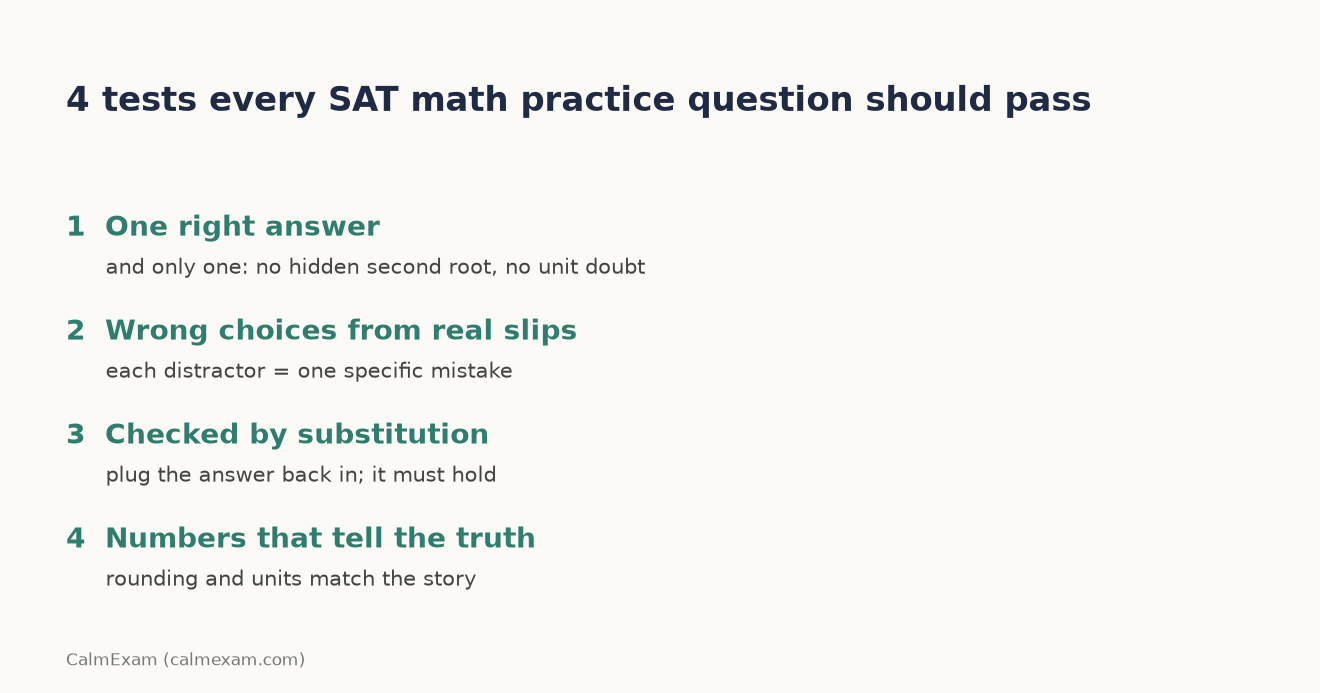 4 tests every SAT math practice question should pass
1 One right answer
and only one: no hidden second root, no unit doubt
2 Wrong choices from real slips
each distractor = one specific mistake
3 Checked by substitution
plug the answer back in; it must hold
4 Numbers that tell the truth
rounding and units match the story
CalmExam (calmexam.com)